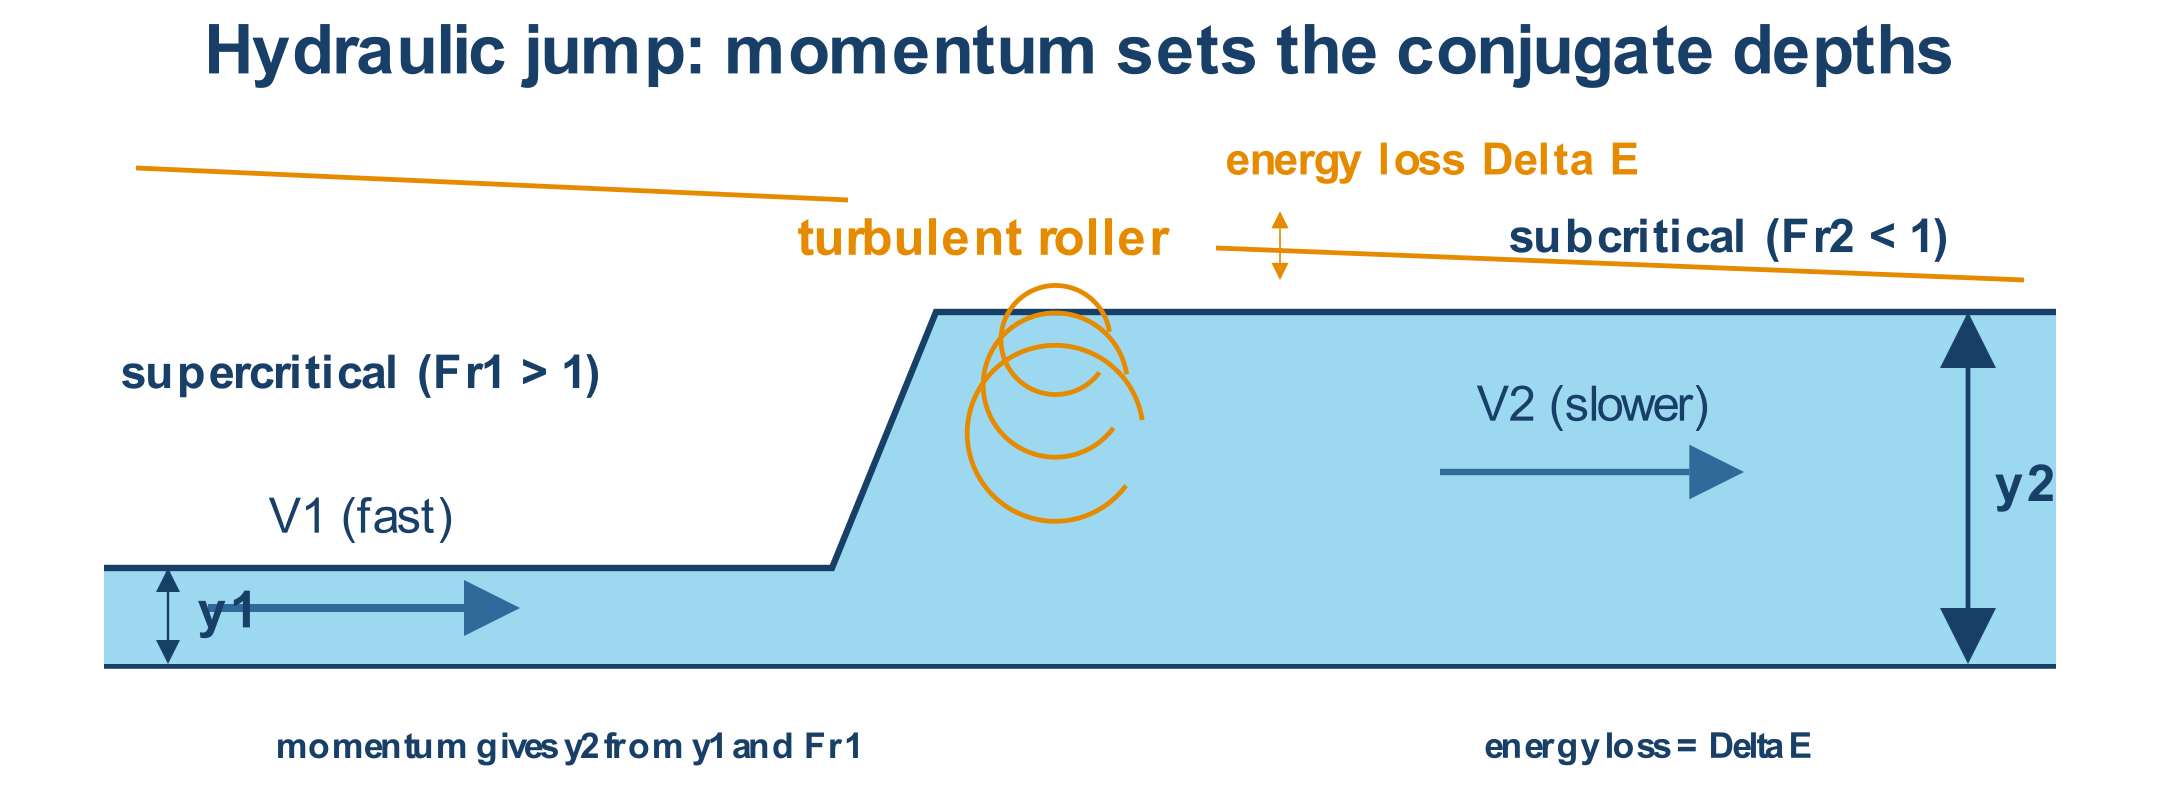 Hydraulic jump: momentum sets the conjugate depths
energy loss Delta E
turbulent roller
subcritical (Fr2 < 1)
supercritical (Fr1 > 1)
V2 (slower)
y2
V1 (fast)
y1
momentum gives y2 from y1 and Fr1
energy loss = Delta E